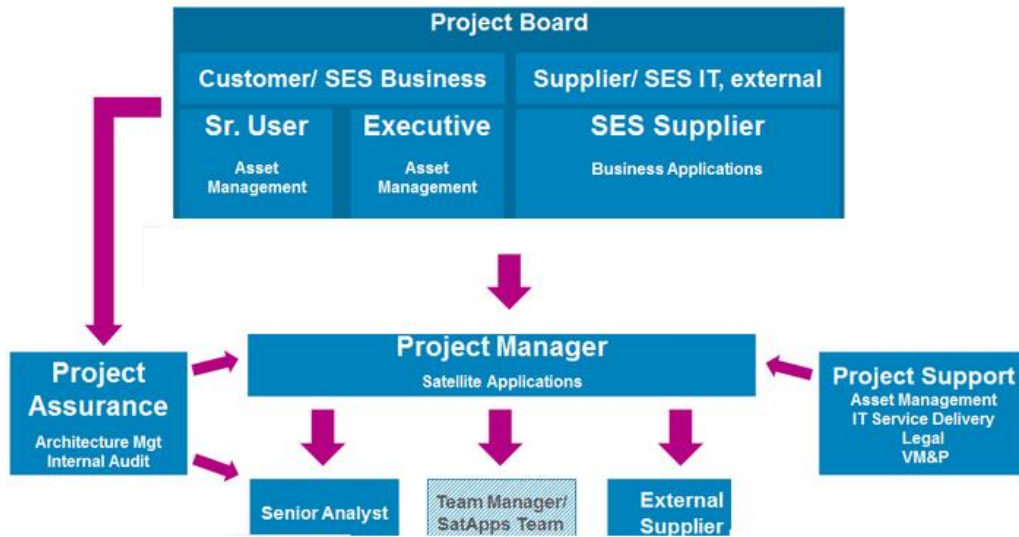 Project Board
Customer/ SES Business
Supplier/ SES IT, external
Sr. User
Asset
Management
Executive
Asset
Management
SES Supplier
Business Applications
Project Manager
Satellite Applications
Project
Assurance
Architecture Mgt
Internal Audit
Project Support
Asset Management
IT Service Delivery
Legal
VM&P
Senior Analyst
Team Manager/
SatApps Team
External
Supplier